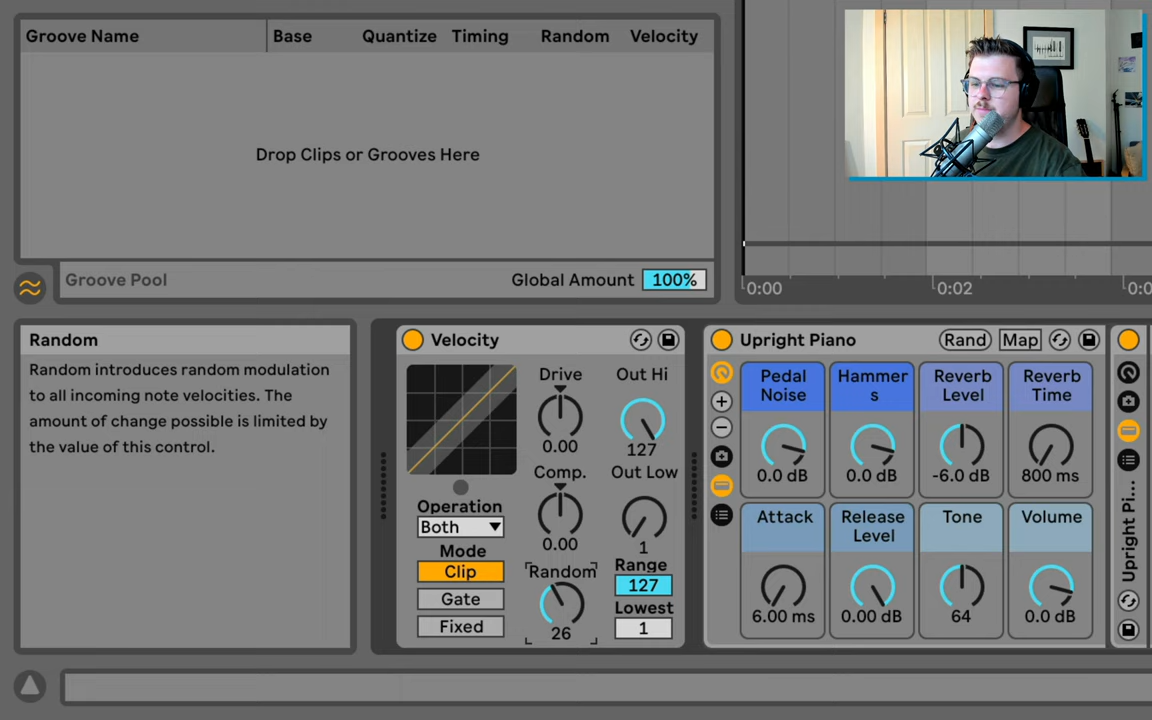 Groove Name Base Quantize Timing Random Velocity
Drop Clips or Grooves Here
Groove Pool Global Amount 100%
0:00 0:02
Random
Random introduces random modulation
to all incoming note velocities. The
amount of change possible is limited by
the value of this control.
Velocity
Drive
0.00
Out Hi
127
Comp.
0.00
Out Low
1
Operation
Both
Mode
Clip
Gate
Fixed
Random
26
Range
127
Lowest
1
Upright Piano Rand Map
Pedal
Noise
0.0 dB
Hammer
s
0.0 dB
Reverb
Level
-6.0 dB
Reverb
Time
800 ms
Attack
6.00 ms
Release
Level
0.00 dB
Tone
64
Volume
0.0 dB
Upright Pi...